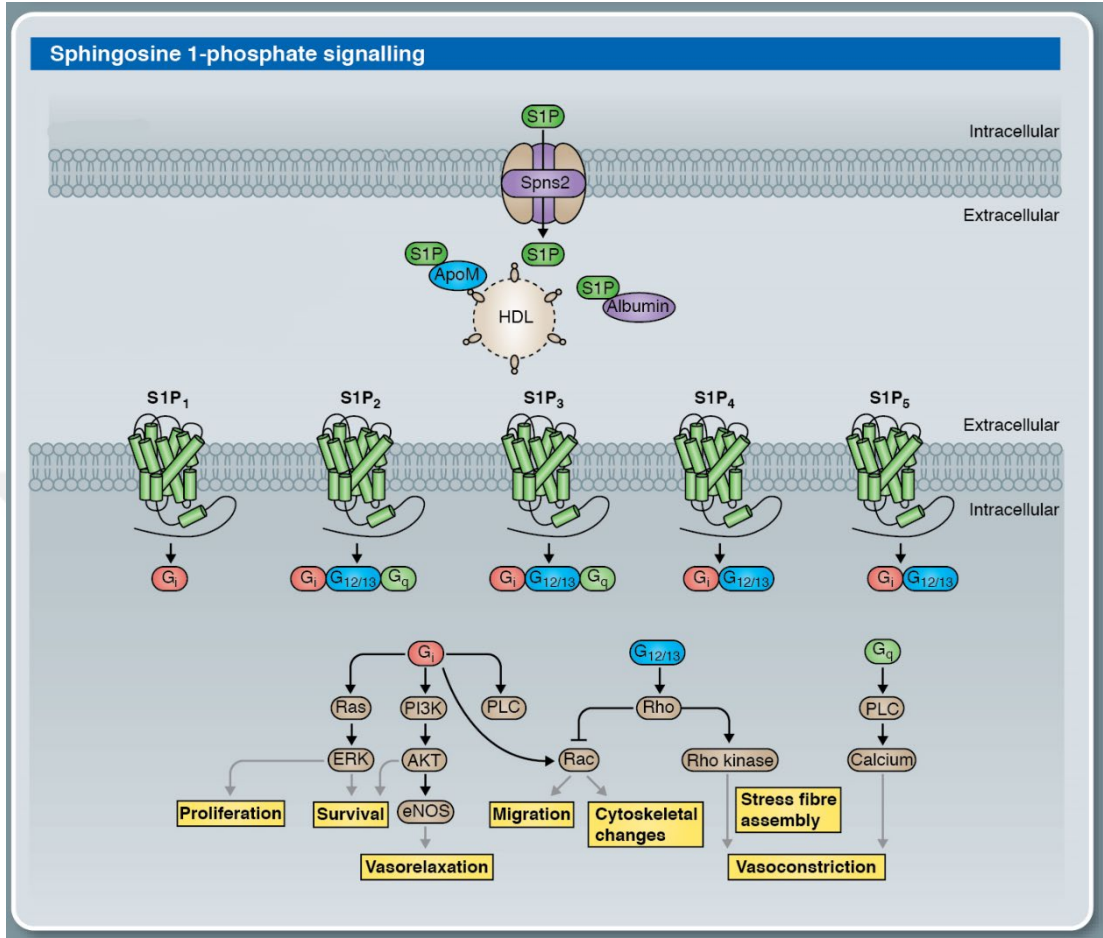 Sphingosine 1-phosphate signalling
S1P
Intracellular
Spns2
Extracellular
S1P
S1P
ApoM
S1P
Albumin
HDL
S1P₁
S1P₂
S1P₃
S1P₄
S1P₅
Extracellular
Intracellular
Gᵢ
Gᵢ G₁₂/₁₃ G_q
Gᵢ G₁₂/₁₃ G_q
Gᵢ G₁₂/₁₃
Gᵢ G₁₂/₁₃
Gᵢ
G₁₂/₁₃
G_q
Ras
PI3K
PLC
Rho
PLC
ERK
AKT
Rac
Rho kinase
Calcium
Proliferation
Survival
eNOS
Migration
Cytoskeletal
changes
Stress fibre
assembly
Vasorelaxation
Vasoconstriction